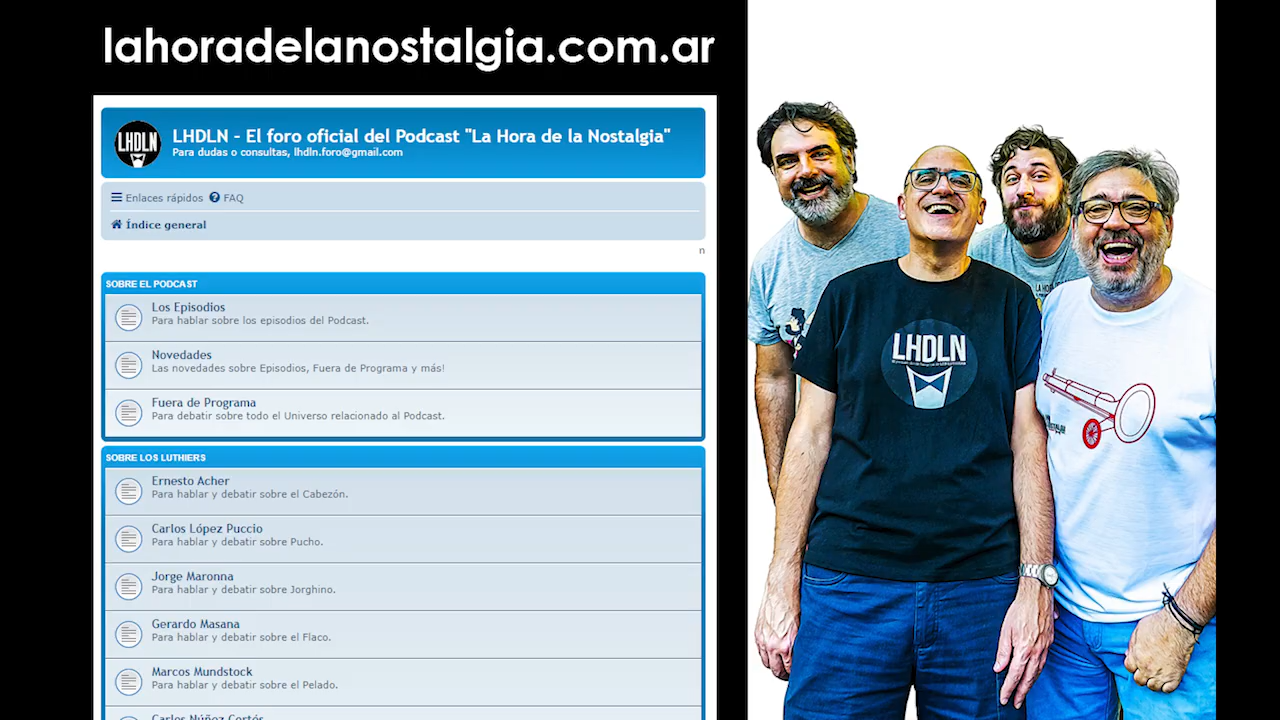 lahoradelanostalgia.com.ar
LHDLN
LHDLN - El foro oficial del Podcast "La Hora de la Nostalgia"
Para dudas o consultas, lhdln.foro@gmail.com
Enlaces rápidos FAQ
Índice general
n
SOBRE EL PODCAST
Los Episodios
Para hablar sobre los episodios del Podcast.
Novedades
Las novedades sobre Episodios, Fuera de Programa y más!
Fuera de Programa
Para debatir sobre todo el Universo relacionado al Podcast.
SOBRE LOS LUTHIERS
Ernesto Acher
Para hablar y debatir sobre el Cabezón.
Carlos López Puccio
Para hablar y debatir sobre Pucho.
Jorge Maronna
Para hablar y debatir sobre Jorghino.
Gerardo Masana
Para hablar y debatir sobre el Flaco.
Marcos Mundstock
Para hablar y debatir sobre el Pelado.
Carlos Núñez Cortés
LHDLN